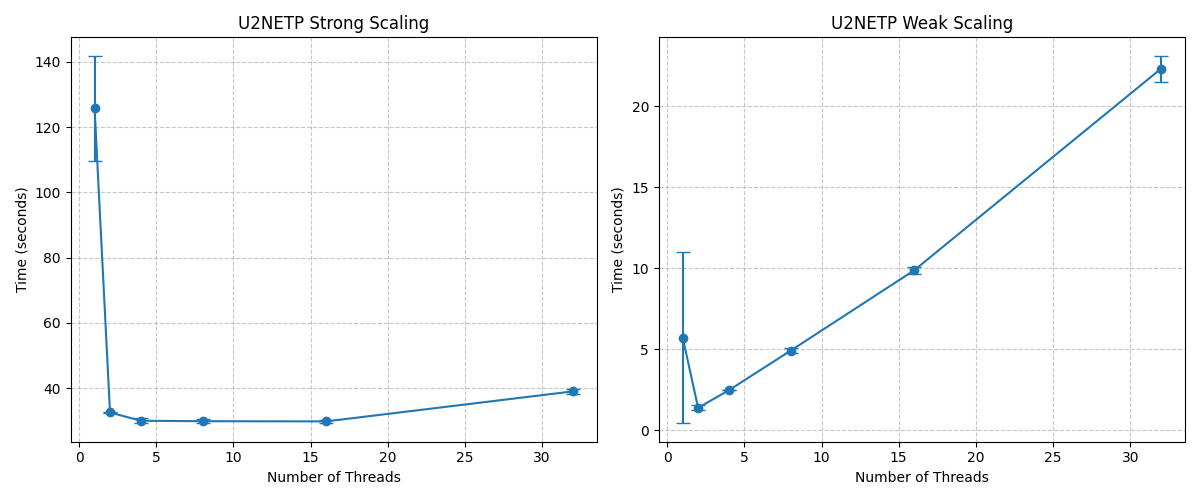 U2NETP Strong Scaling
Time (seconds)
140
120
100
80
60
40
0 5 10 15 20 25 30
Number of Threads
U2NETP Weak Scaling
Time (seconds)
20
15
10
5
0
0 5 10 15 20 25 30
Number of Threads